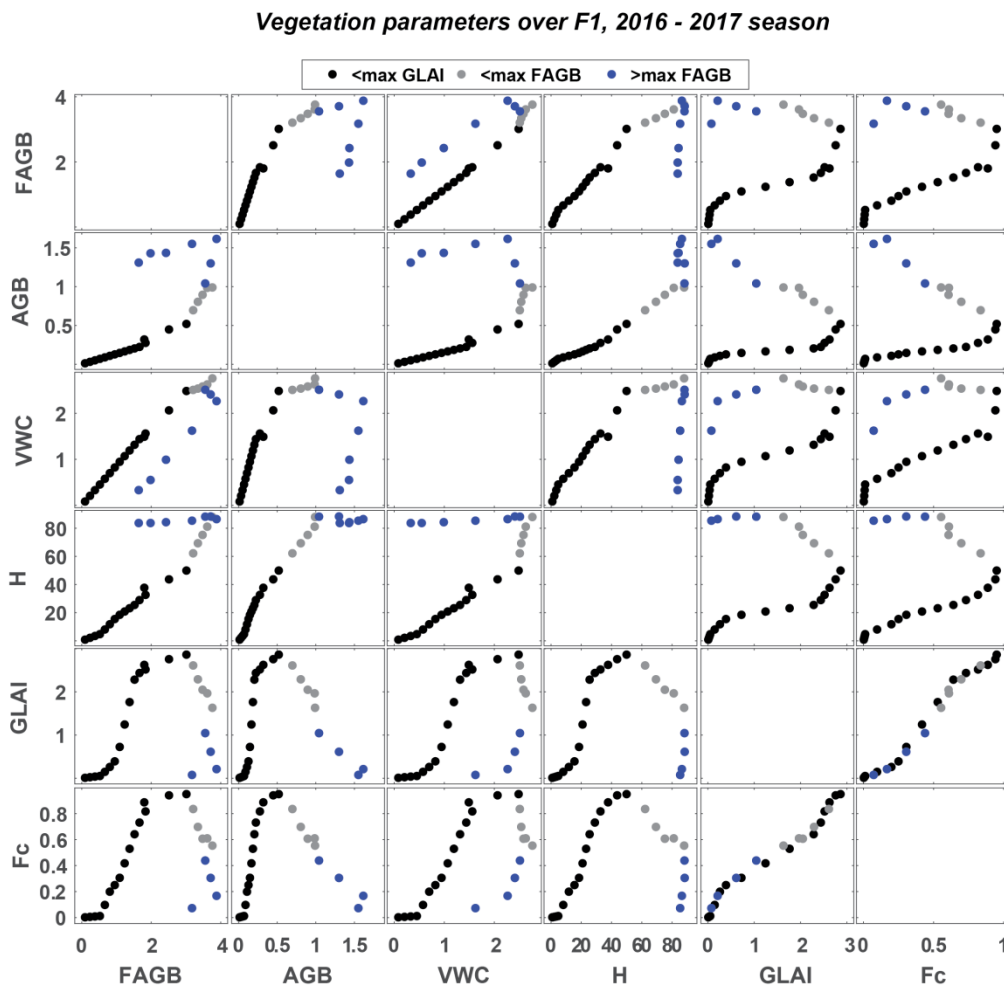 Vegetation parameters over F1, 2016 - 2017 season
<max GLAI <max FAGB >max FAGB
FAGB
4
2
AGB
1.5
1
0.5
VWC
2
1
H
80
60
40
20
GLAI
2
1
0
Fc
0.8
0.6
0.4
0.2
0
0 2 4 0 0.5 1 1.5 0 1 2 0 20 40 60 80 0 1 2 3 0.5 1
FAGB AGB VWC H GLAI Fc